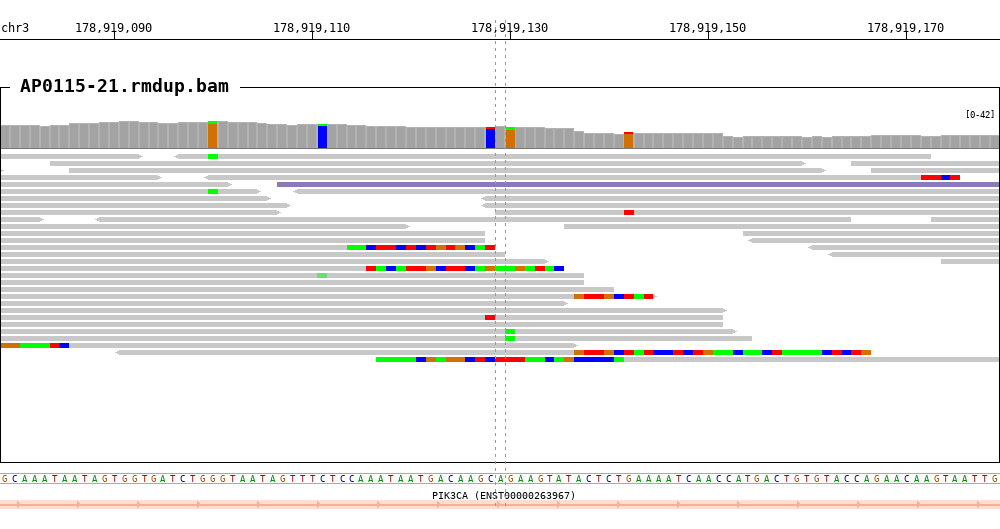 chr3 178,919,090 178,919,110 178,919,130 178,919,150 178,919,170
AP0115-21.rmdup.bam
[0-42]
GCAAATAATAGTGGTGATCTGGGTAATAGTTTCTCCAAATAATGACAAGCAGAAGTATACTCTGAAAATCAACCATGACTGTGTACCAGAACAAGTAATTG
PIK3CA (ENST00000263967)